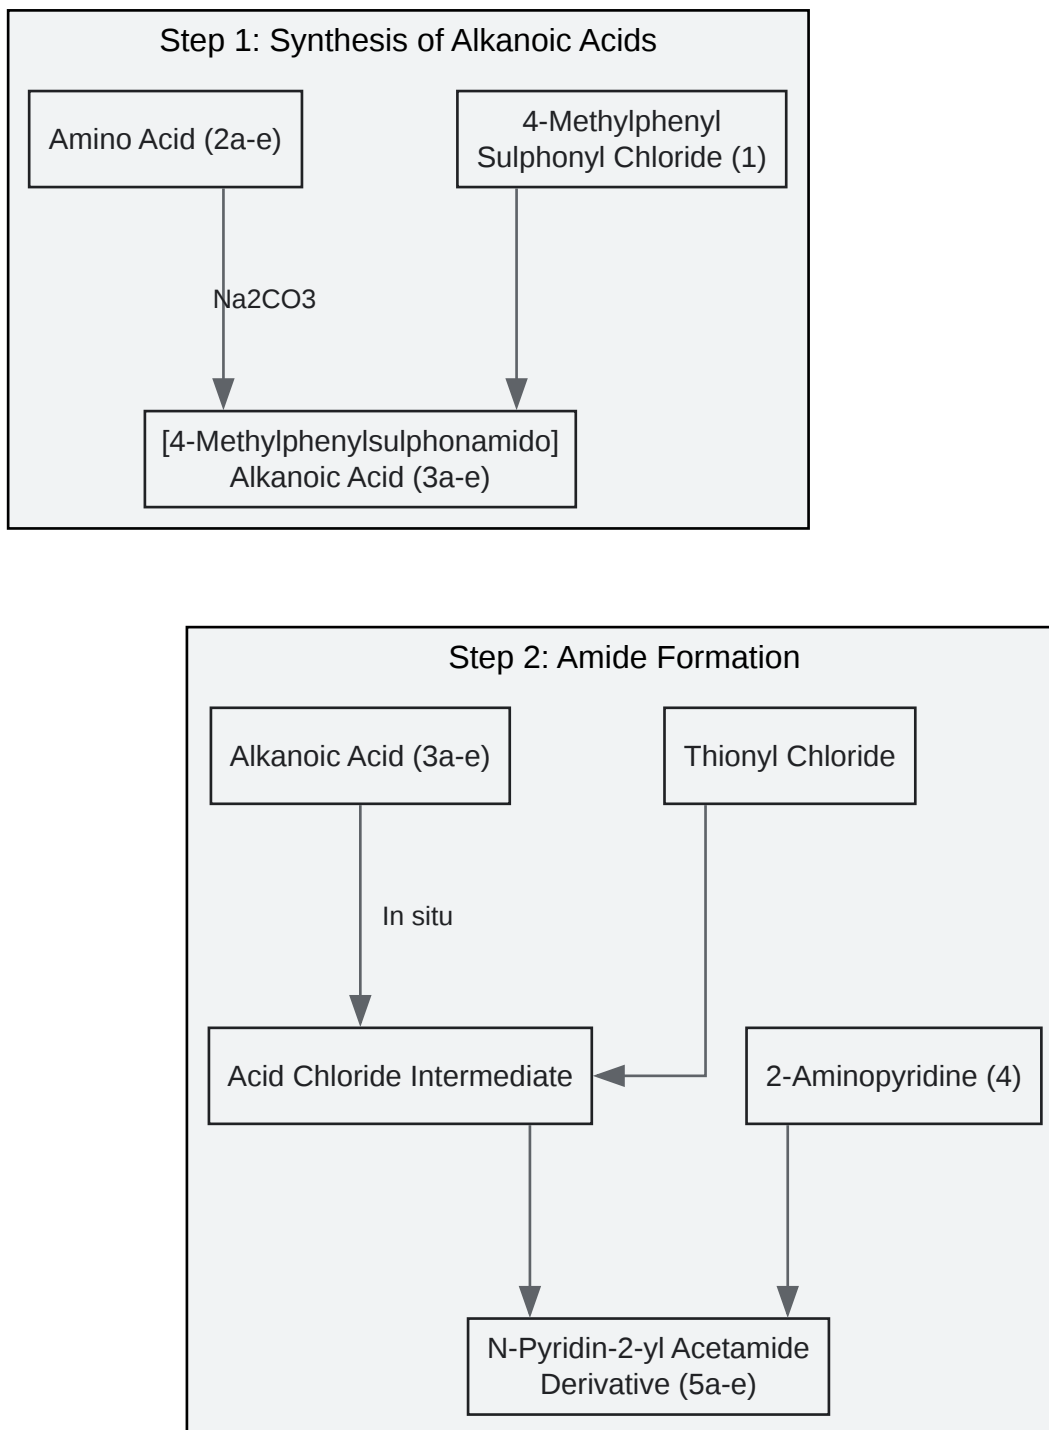 Step 1: Synthesis of Alkanoic Acids
Amino Acid (2a-e)
4-Methylphenyl
Sulphonyl Chloride (1)
Na2CO3
[4-Methylphenylsulphonamido]
Alkanoic Acid (3a-e)
Step 2: Amide Formation
Alkanoic Acid (3a-e)
Thionyl Chloride
In situ
Acid Chloride Intermediate
2-Aminopyridine (4)
N-Pyridin-2-yl Acetamide
Derivative (5a-e)